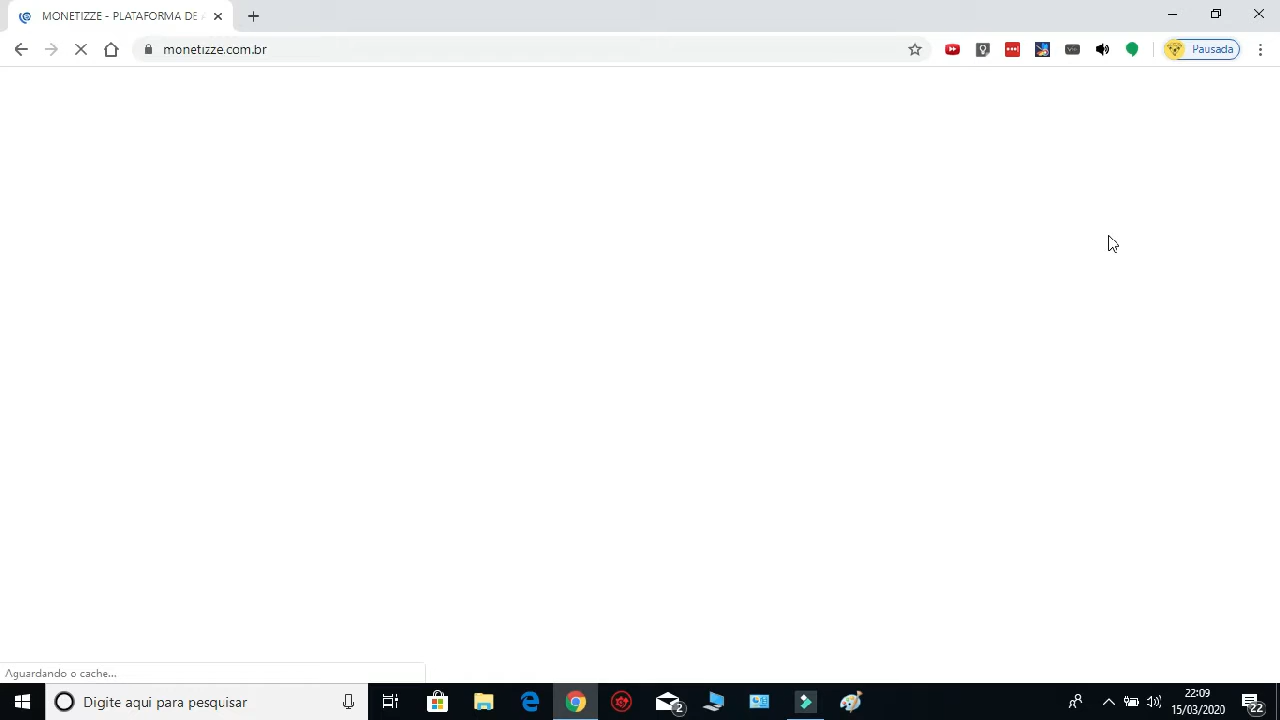 MONETIZZE - PLATAFORMA DE
monetizze.com.br
Pausada
Aguardando o cache...
Digite aqui para pesquisar
2
22:09
15/03/2020
22